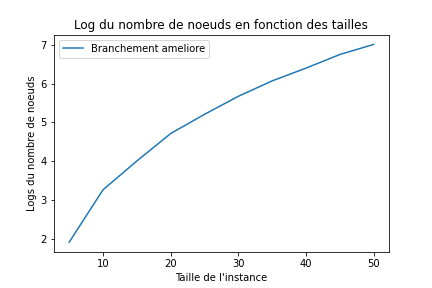 Log du nombre de noeuds en fonction des tailles
Branchement ameliore
7
6
5
4
3
2
Logs du nombre de noeuds
10 20 30 40 50
Taille de l'instance